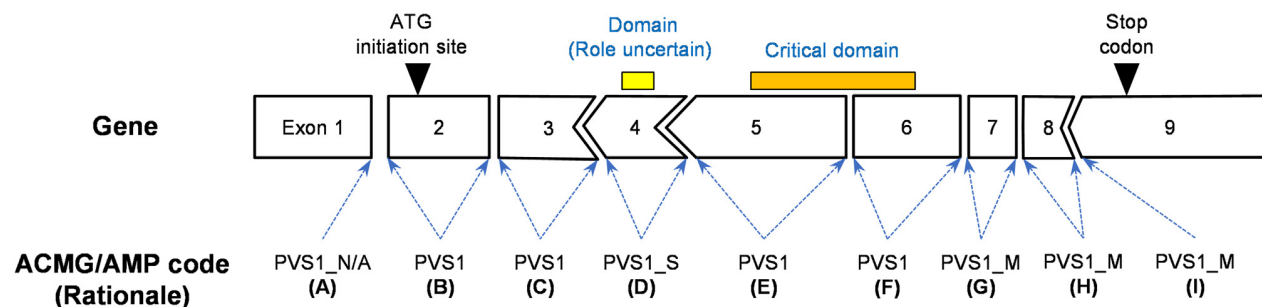 ATG
initiation site
Domain
(Role uncertain)
Critical domain
Stop
codon
Gene
Exon 1
2
3
4
5
6
7
8
9
ACMG/AMP code
(Rationale)
PVS1_N/A
(A)
PVS1
(B)
PVS1
(C)
PVS1_S
(D)
PVS1
(E)
PVS1
(F)
PVS1_M
(G)
PVS1_M
(H)
PVS1_M
(I)